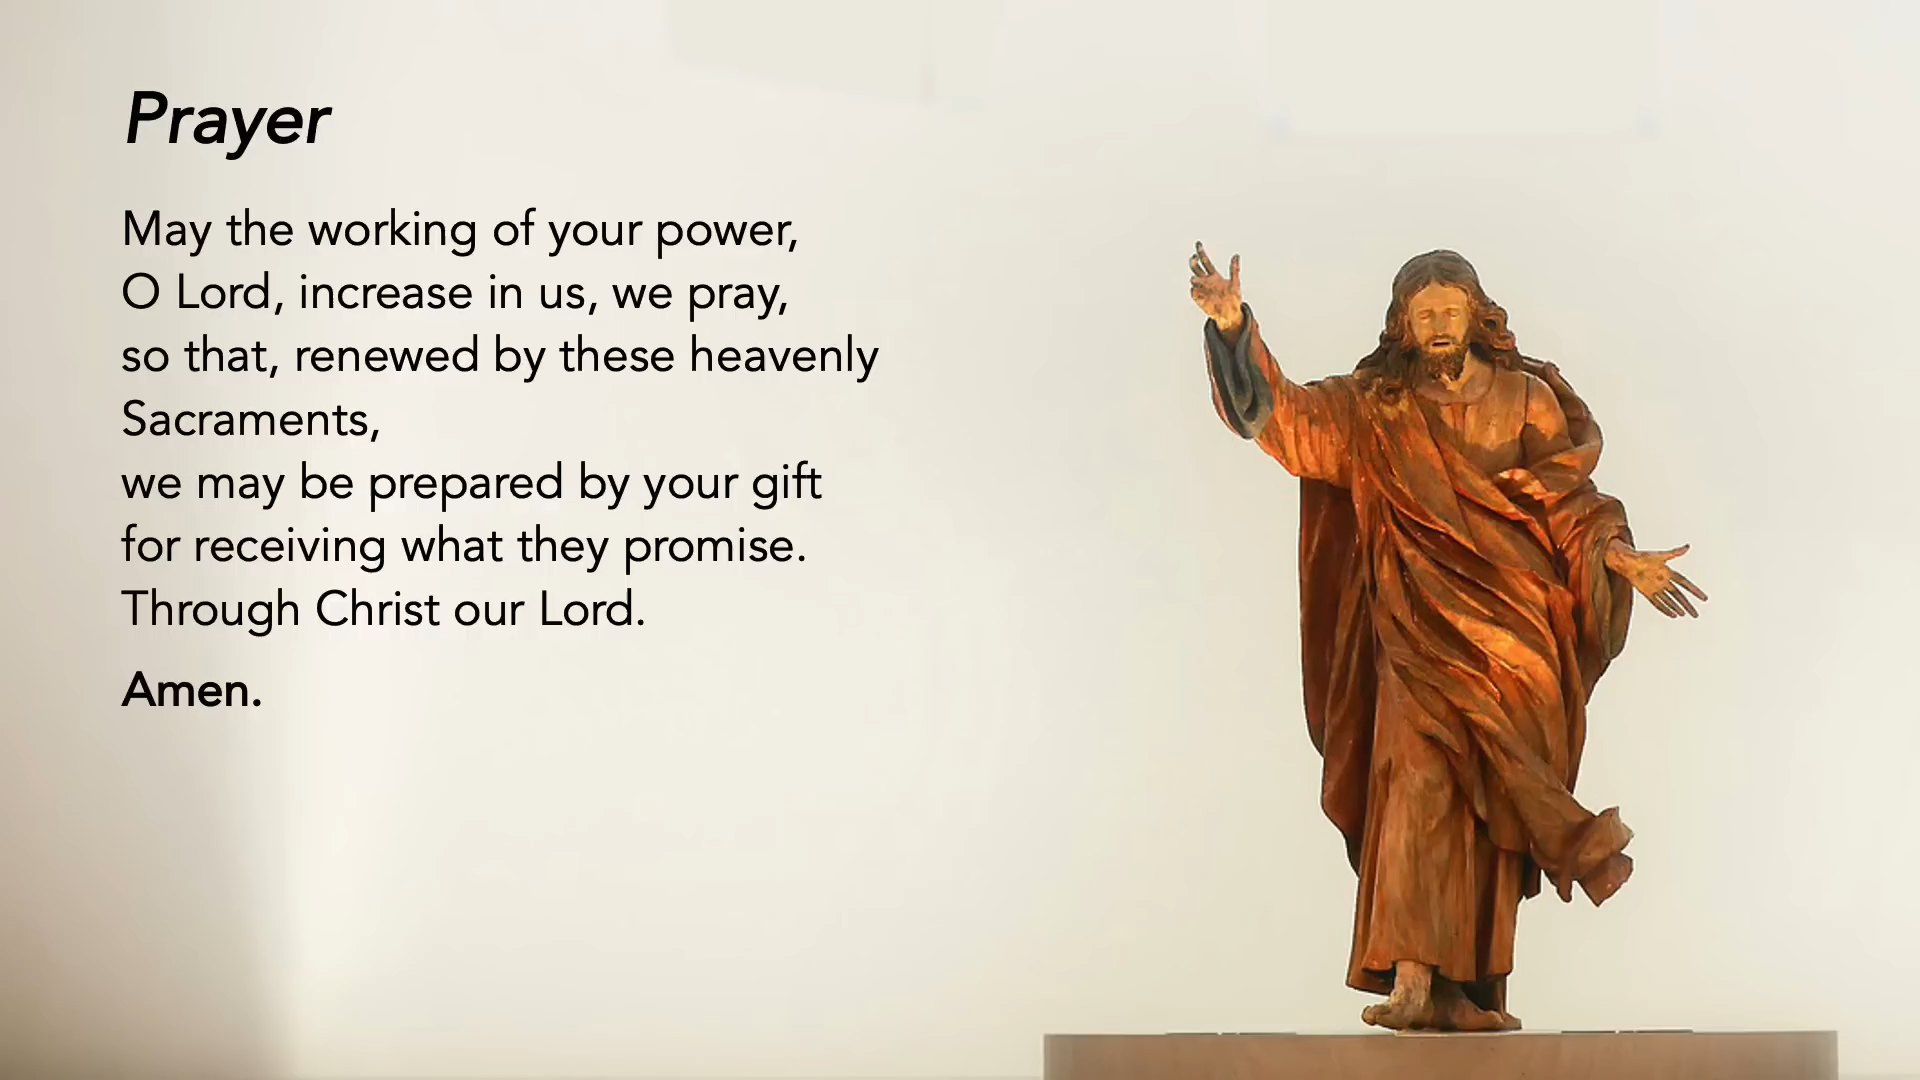 Prayer
May the working of your power,
O Lord, increase in us, we pray,
so that, renewed by these heavenly
Sacraments,
we may be prepared by your gift
for receiving what they promise.
Through Christ our Lord.
Amen.